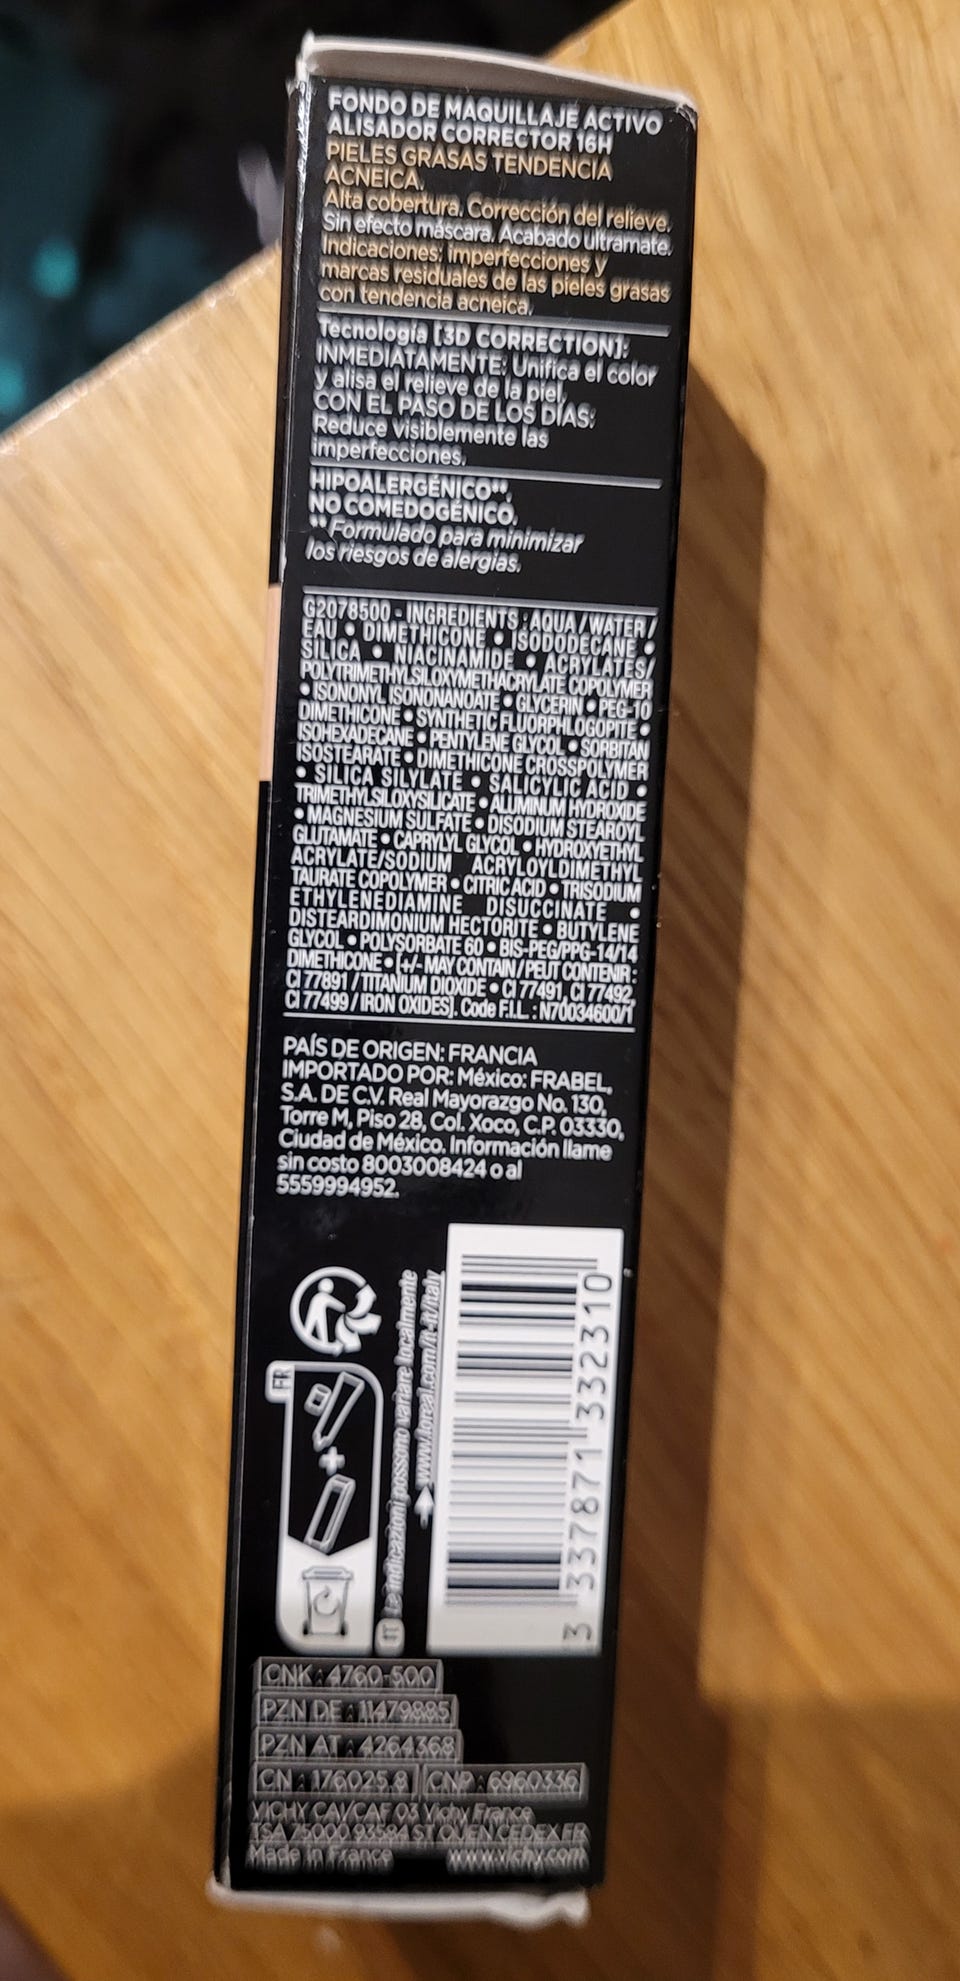 FONDO DE MAQUILLAJE ACTIVO
ALISADOR CORRECTOR 16H
PIELES GRASAS TENDENCIA
ACNEICA.
Alta cobertura. Corrección del relieve.
Sin efecto máscara. Acabado ultramate.
Indicaciones: Imperfecciones y
marcas residuales de las pieles grasas
con tendencia acneica.
Tecnología [3D CORRECTION]:
INMEDIATAMENTE: Unifica el color
y alisa el relieve de la piel.
CON EL PASO DE LOS DÍAS:
Reduce visiblemente las
imperfecciones.
HIPOALERGÉNICO**.
NO COMEDOGÉNICO.
** Formulado para minimizar
los riesgos de alergias.
G2078500 - INGREDIENTS : AQUA / WATER /
EAU • DIMETHICONE • ISODODECANE •
SILICA • NIACINAMIDE • ACRYLATES/
POLYTRIMETHYLSILOXYMETHACRYLATE COPOLYMER
• ISONONYL ISONONANOATE • GLYCERIN • PEG-10
DIMETHICONE • SYNTHETIC FLUORPHLOGOPITE •
ISOHEXADECANE • PENTYLENE GLYCOL • SORBITAN
ISOSTEARATE • DIMETHICONE CROSSPOLYMER
• SILICA SILYLATE • SALICYLIC ACID •
TRIMETHYLSILOXYSILICATE • ALUMINUM HYDROXIDE
• MAGNESIUM SULFATE • DISODIUM STEAROYL
GLUTAMATE • CAPRYLYL GLYCOL • HYDROXYETHYL
ACRYLATE/SODIUM ACRYLOYLDIMETHYL
TAURATE COPOLYMER • CITRIC ACID • TRISODIUM
ETHYLENEDIAMINE DISUCCINATE •
DISTEARDIMONIUM HECTORITE • BUTYLENE
GLYCOL • POLYSORBATE 60 • BIS-PEG/PPG-14/14
DIMETHICONE • [+/- MAY CONTAIN / PEUT CONTENIR :
CI 77891 / TITANIUM DIOXIDE • CI 77491, CI 77492,
CI 77499 / IRON OXIDES]. Code F.I.L. : N70034600/1
PAÍS DE ORIGEN: FRANCIA
IMPORTADO POR: México: FRABEL,
S.A. DE C.V. Real Mayorazgo No. 130,
Torre M, Piso 28, Col. Xoco, C.P. 03330,
Ciudad de México. Información llame
sin costo 8003008424 o al
5559994952.
FR
IT Le indicazioni possono variare localmente
www.loreal.com/it-it/italy
3 337871 332310
CNK : 4760-500
PZN DE : 11479885
PZN AT : 4264368
CN : 176025.8 CNP : 6960336
VICHY CAV/CAF 03 Vichy France
TSA 75000 93584 ST OUEN CEDEX FR
Made in France www.vichy.com